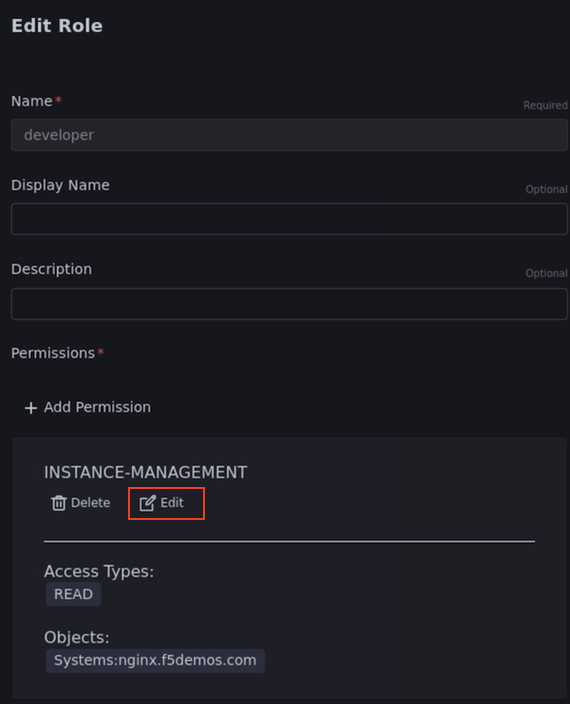 Edit Role
Name*
Required
developer
Display Name
Optional
Description
Optional
Permissions*
+ Add Permission
INSTANCE-MANAGEMENT
Delete Edit
Access Types:
READ
Objects:
Systems:nginx.f5demos.com